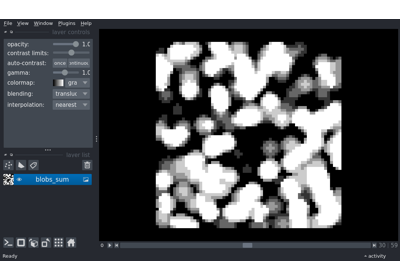 File View Window Plugins Help
layer controls
opacity: 1.0
contrast limits:
auto-contrast: once
gamma: 1.0
colormap: gra
blending: translu
interpolation: nearest
layer list
blobs_sum
0 30 59
Ready activity